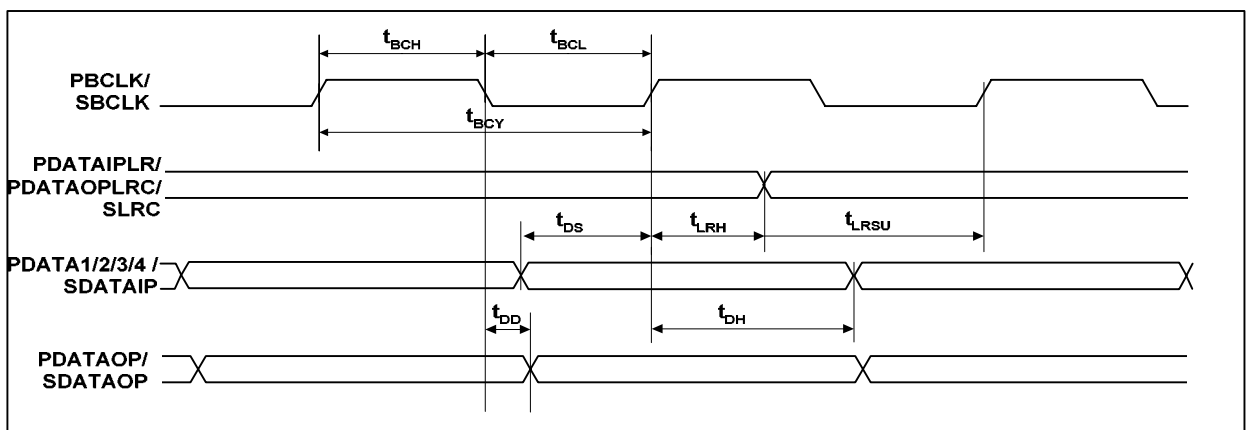 tBCH
tBCL
PBCLK/
SBCLK
tBCY
PDATAIPLR/
PDATAOPLRC/
SLRC
tDS
tLRH
tLRSU
PDATA1/2/3/4 /
SDATAIP
tDD
tDH
PDATAOP/
SDATAOP